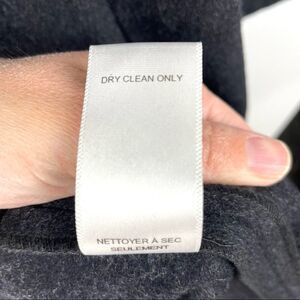 DRY CLEAN ONLY
NETTOYER À SEC
SEULEMENT